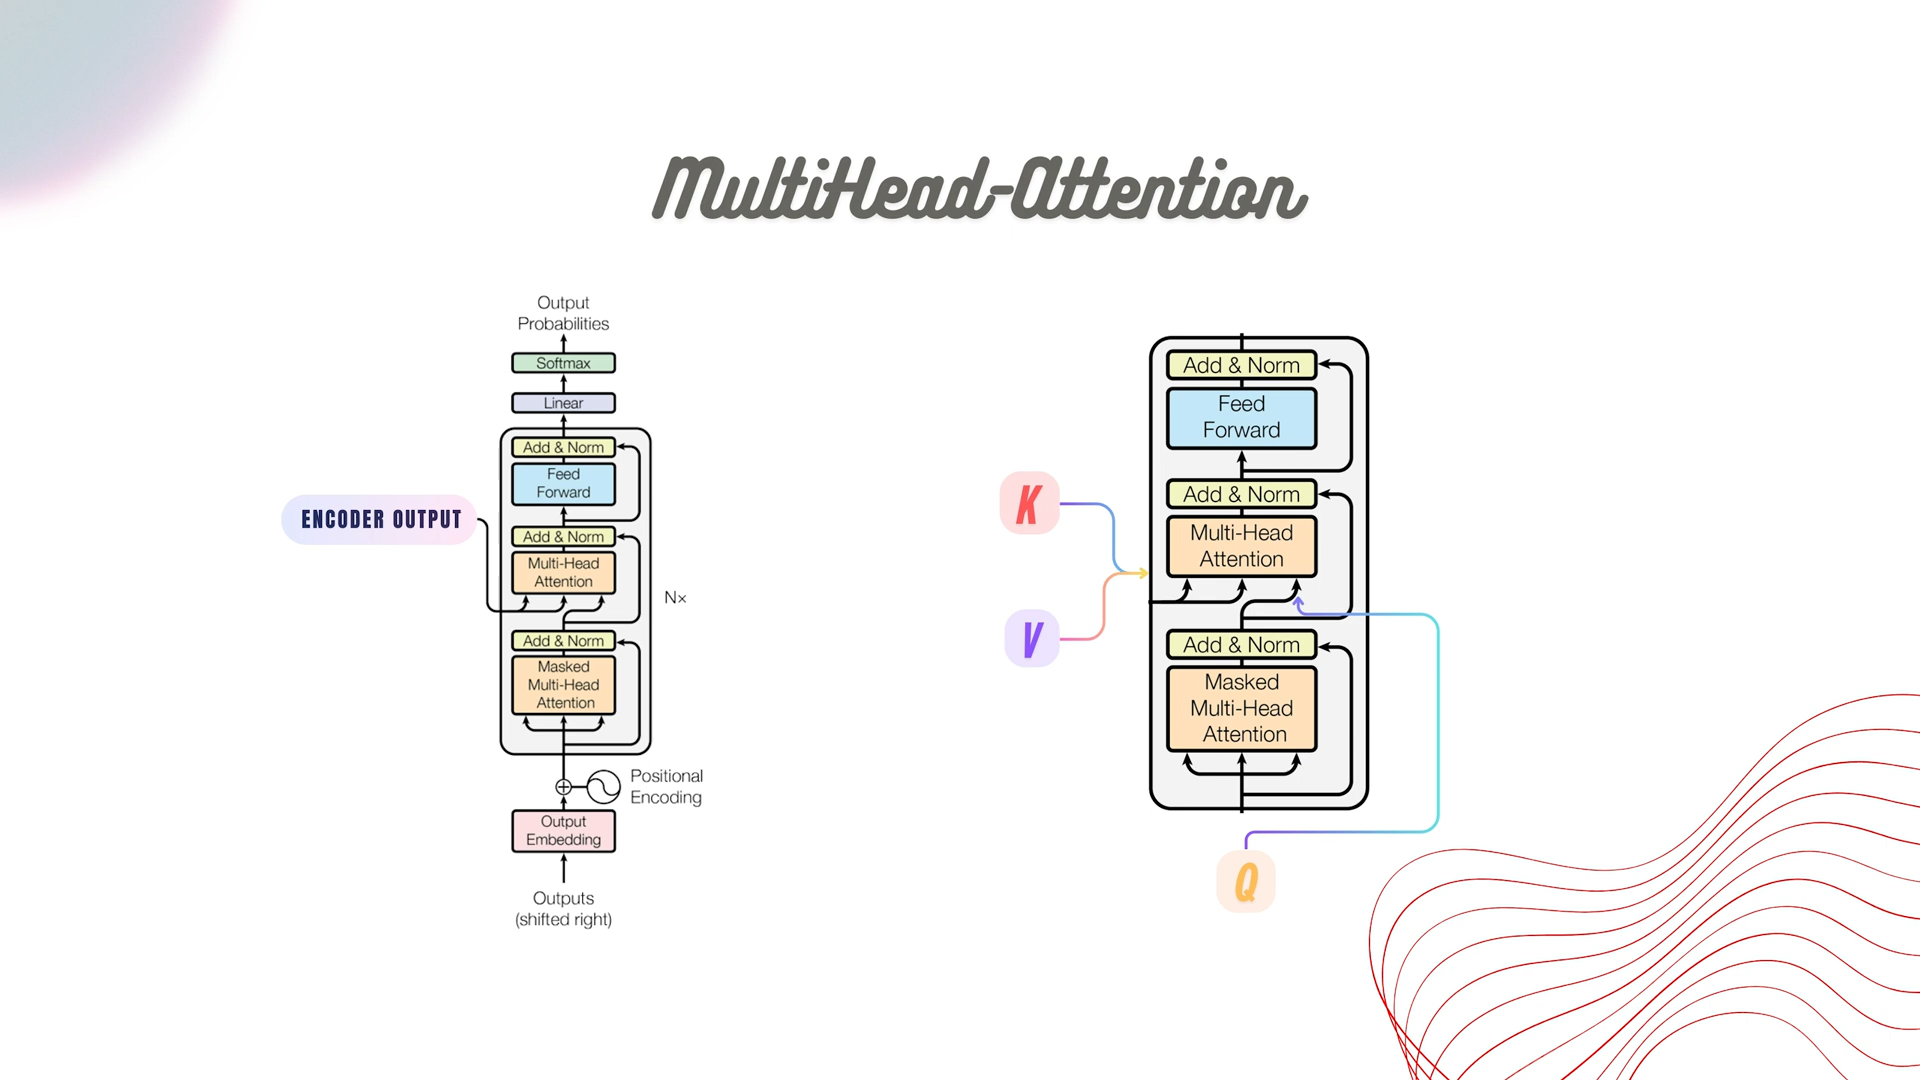 MultiHead-Attention
Output
Probabilities
Softmax
Linear
Add & Norm
Feed
Forward
ENCODER OUTPUT
Add & Norm
Multi-Head
Attention
N×
Add & Norm
Masked
Multi-Head
Attention
Positional
Encoding
Output
Embedding
Outputs
(shifted right)
Add & Norm
Feed
Forward
K
Add & Norm
Multi-Head
Attention
V
Add & Norm
Masked
Multi-Head
Attention
Q